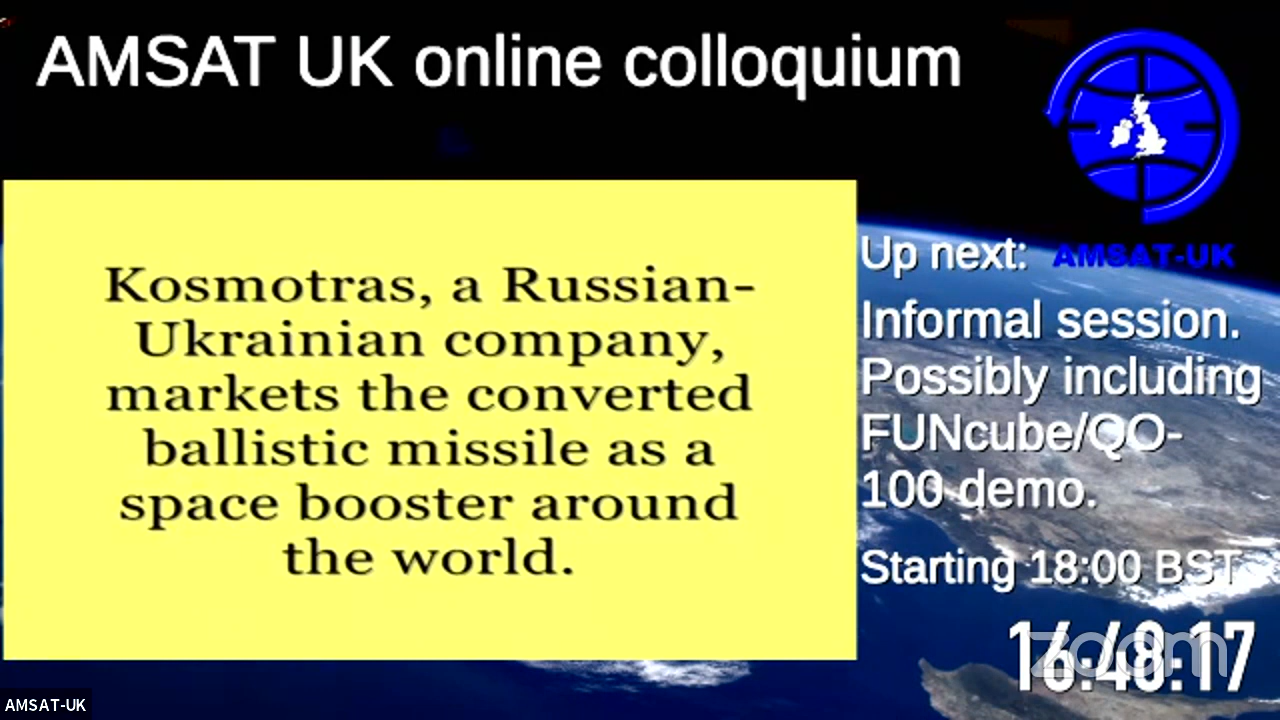 AMSAT UK online colloquium
AMSAT-UK
Kosmotras, a Russian-
Ukrainian company,
markets the converted
ballistic missile as a
space booster around
the world.
Up next:
Informal session.
Possibly including
FUNcube/QO-
100 demo.
Starting 18:00 BST
16:48:17
zoom
AMSAT-UK